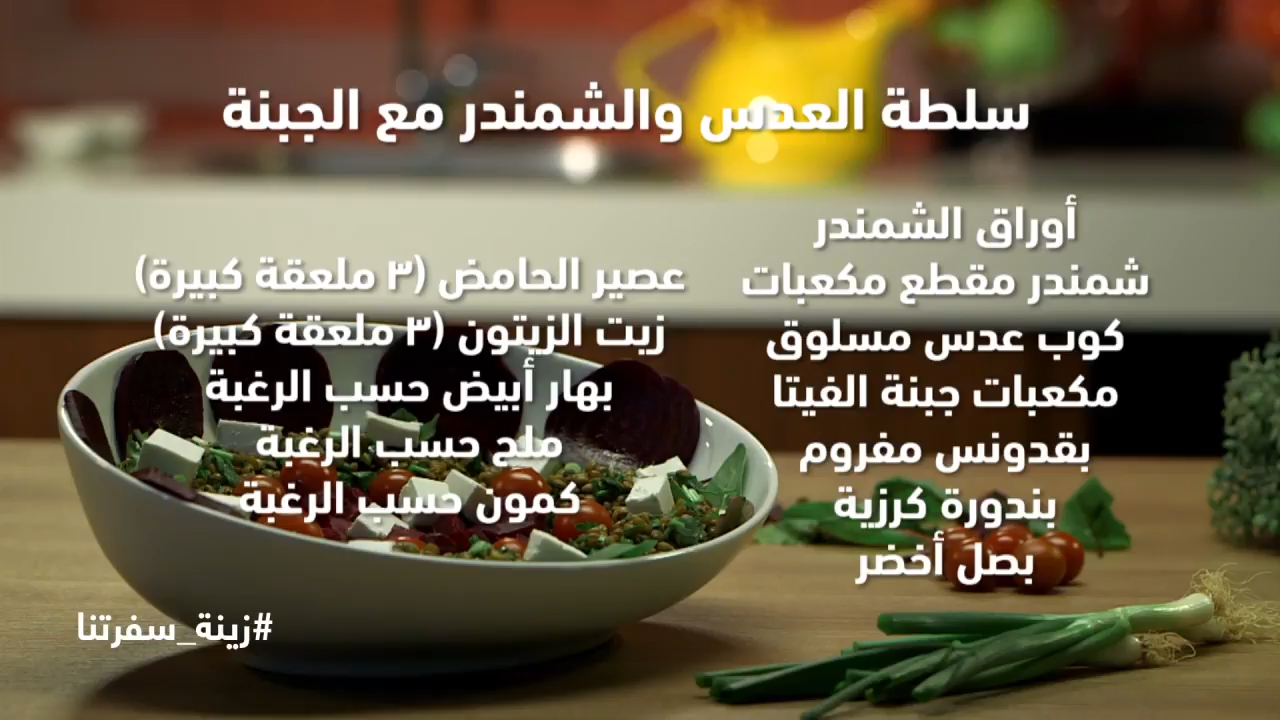 سلطة العدس والشمندر مع الجبنة
أوراق الشمندر
شمندر مقطع مكعبات
كوب عدس مسلوق
مكعبات جبنة الفيتا
بقدونس مفروم
بندورة كرزية
بصل أخضر
عصير الحامض (٣ ملعقة كبيرة)
زيت الزيتون (٣ ملعقة كبيرة)
بهار أبيض حسب الرغبة
ملح حسب الرغبة
كمون حسب الرغبة
#زينة_سفرتنا